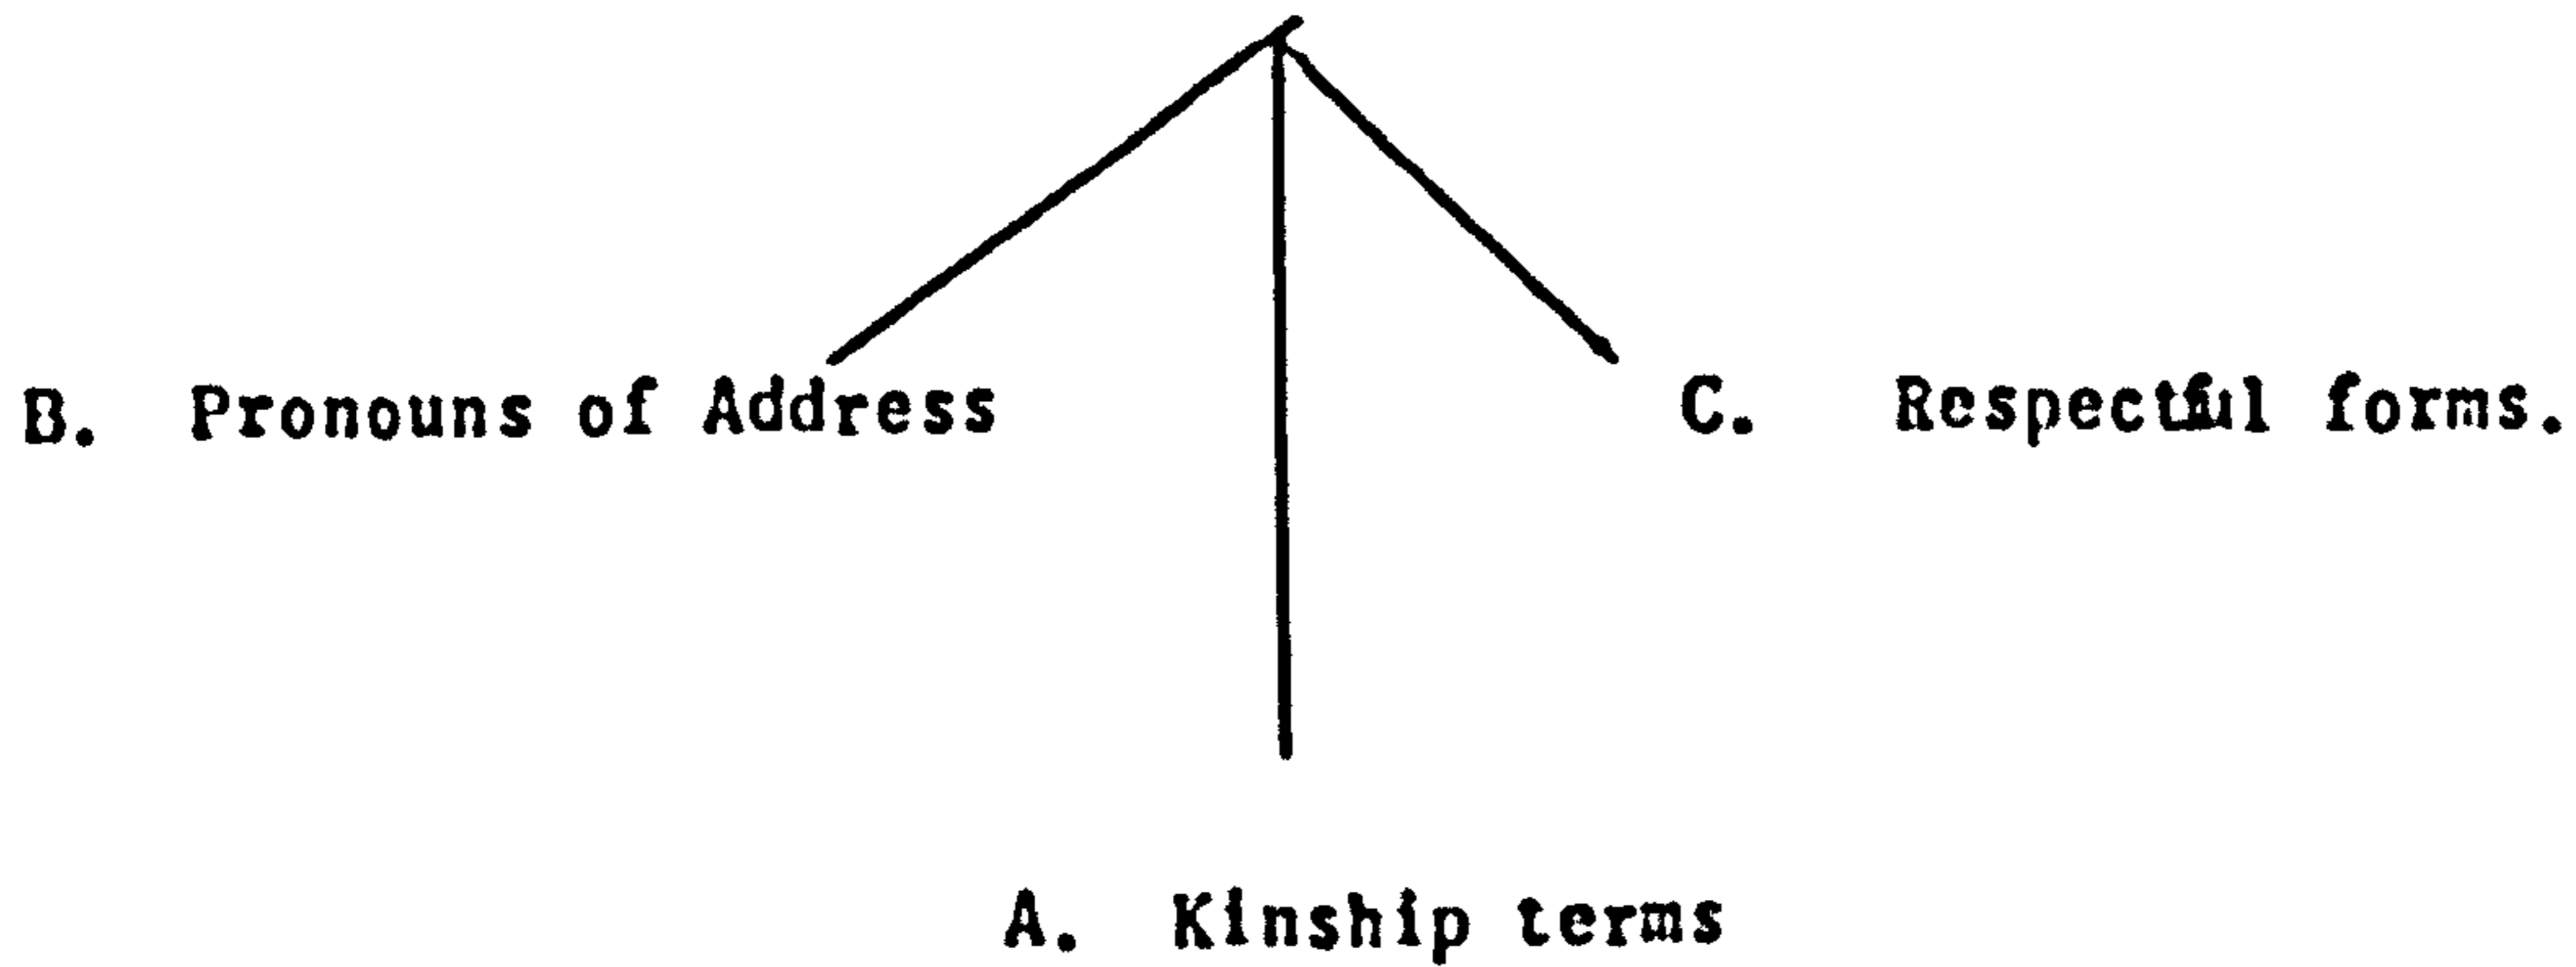 B. Pronouns of Address
C. Respectful forms.
A. Kinship terms